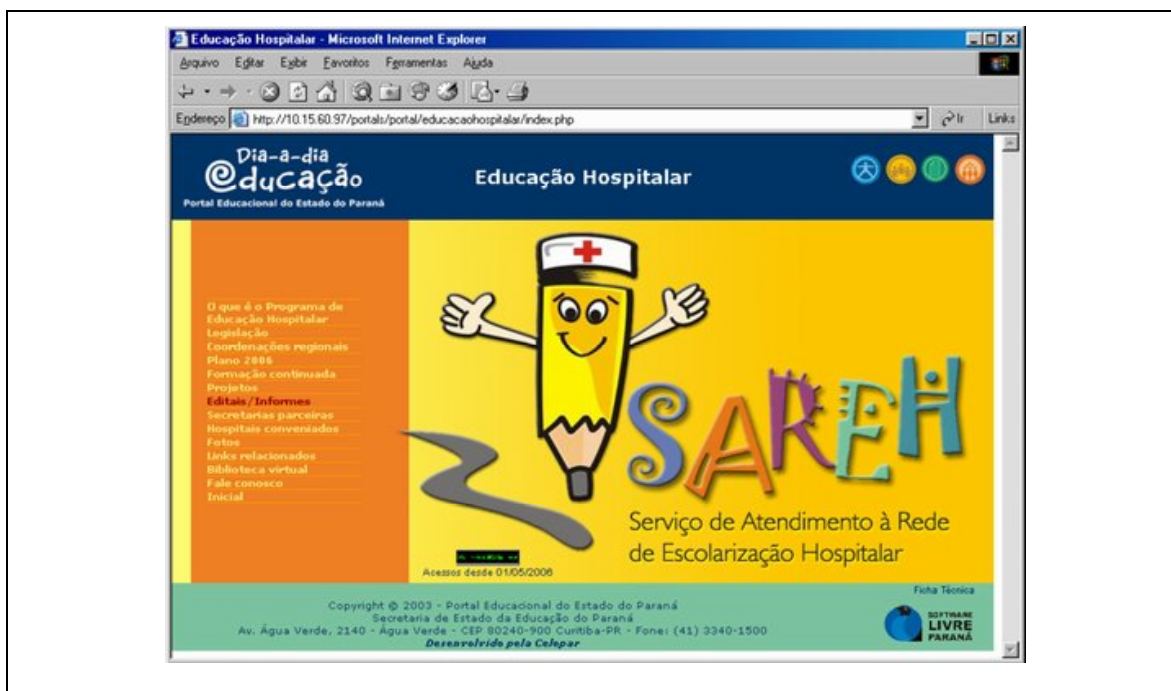 Educação Hospitalar - Microsoft Internet Explorer
Arquivo Editar Exibir Favoritos Ferramentas Ajuda
Endereço http://10.15.60.97/portals/portal/educacaohospitalar/index.php Ir Links
Dia-a-dia
educação
Portal Educacional do Estado do Paraná
Educação Hospitalar
O que é o Programa de
Educação Hospitalar
Legislação
Coordenações regionais
Plano 2006
Formação continuada
Projetos
Editais/Informes
Secretarias parceiras
Hospitais conveniados
Fotos
Links relacionados
Biblioteca virtual
Fale conosco
Inicial
SAREH
Serviço de Atendimento à Rede
de Escolarização Hospitalar
Acessos desde 01/05/2006
Ficha Técnica
Copyright © 2003 - Portal Educacional do Estado do Paraná
Secretaria de Estado da Educação do Paraná
Av. Água Verde, 2140 - Água Verde - CEP 80240-900 Curitiba-PR - Fone: (41) 3340-1500
Desenvolvido pela Celepar
SOFTWARE
LIVRE
PARANÁ